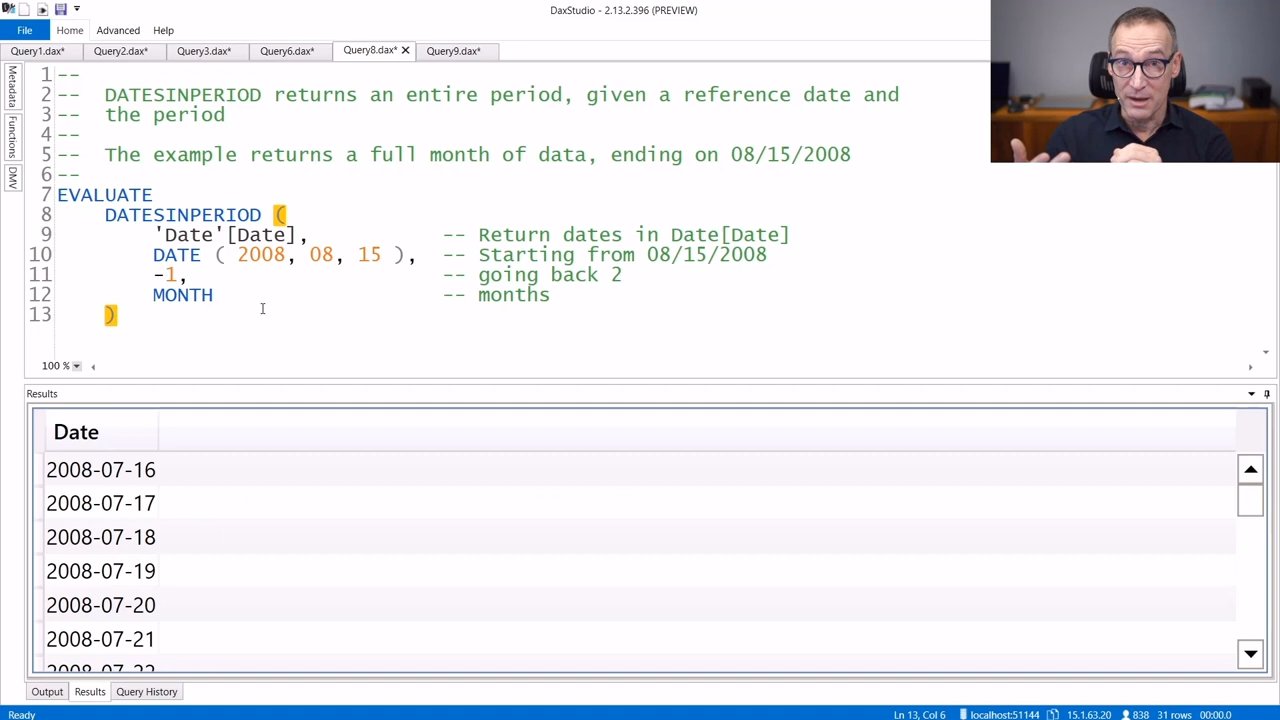 DaxStudio - 2.13.2.396 (PREVIEW)
File Home Advanced Help
Query1.dax* Query2.dax* Query3.dax* Query6.dax* Query8.dax* Query9.dax*
Metadata
Functions
DMV
1 --
2 -- DATESINPERIOD returns an entire period, given a reference date and
3 -- the period
4 --
5 -- The example returns a full month of data, ending on 08/15/2008
6 --
7 EVALUATE
8 DATESINPERIOD (
9 'Date'[Date], -- Return dates in Date[Date]
10 DATE ( 2008, 08, 15 ), -- Starting from 08/15/2008
11 -1, -- going back 2
12 MONTH -- months
13 )
100 %
Results
Date
2008-07-16
2008-07-17
2008-07-18
2008-07-19
2008-07-20
2008-07-21
2008-07-22
Output Results Query History
Ready Ln 13, Col 6 localhost:51144 15.1.63.20 838 31 rows 00:00.0